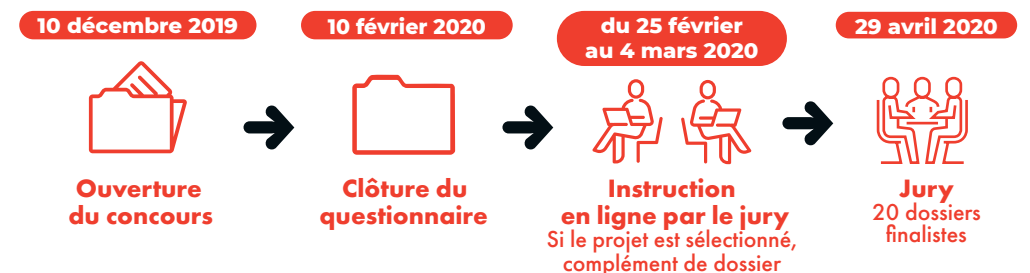 10 décembre 2019
Ouverture
du concours
10 février 2020
Clôture du
questionnaire
du 25 février
au 4 mars 2020
Instruction
en ligne par le jury
Si le projet est sélectionné,
complément de dossier
29 avril 2020
Jury
20 dossiers
finalistes